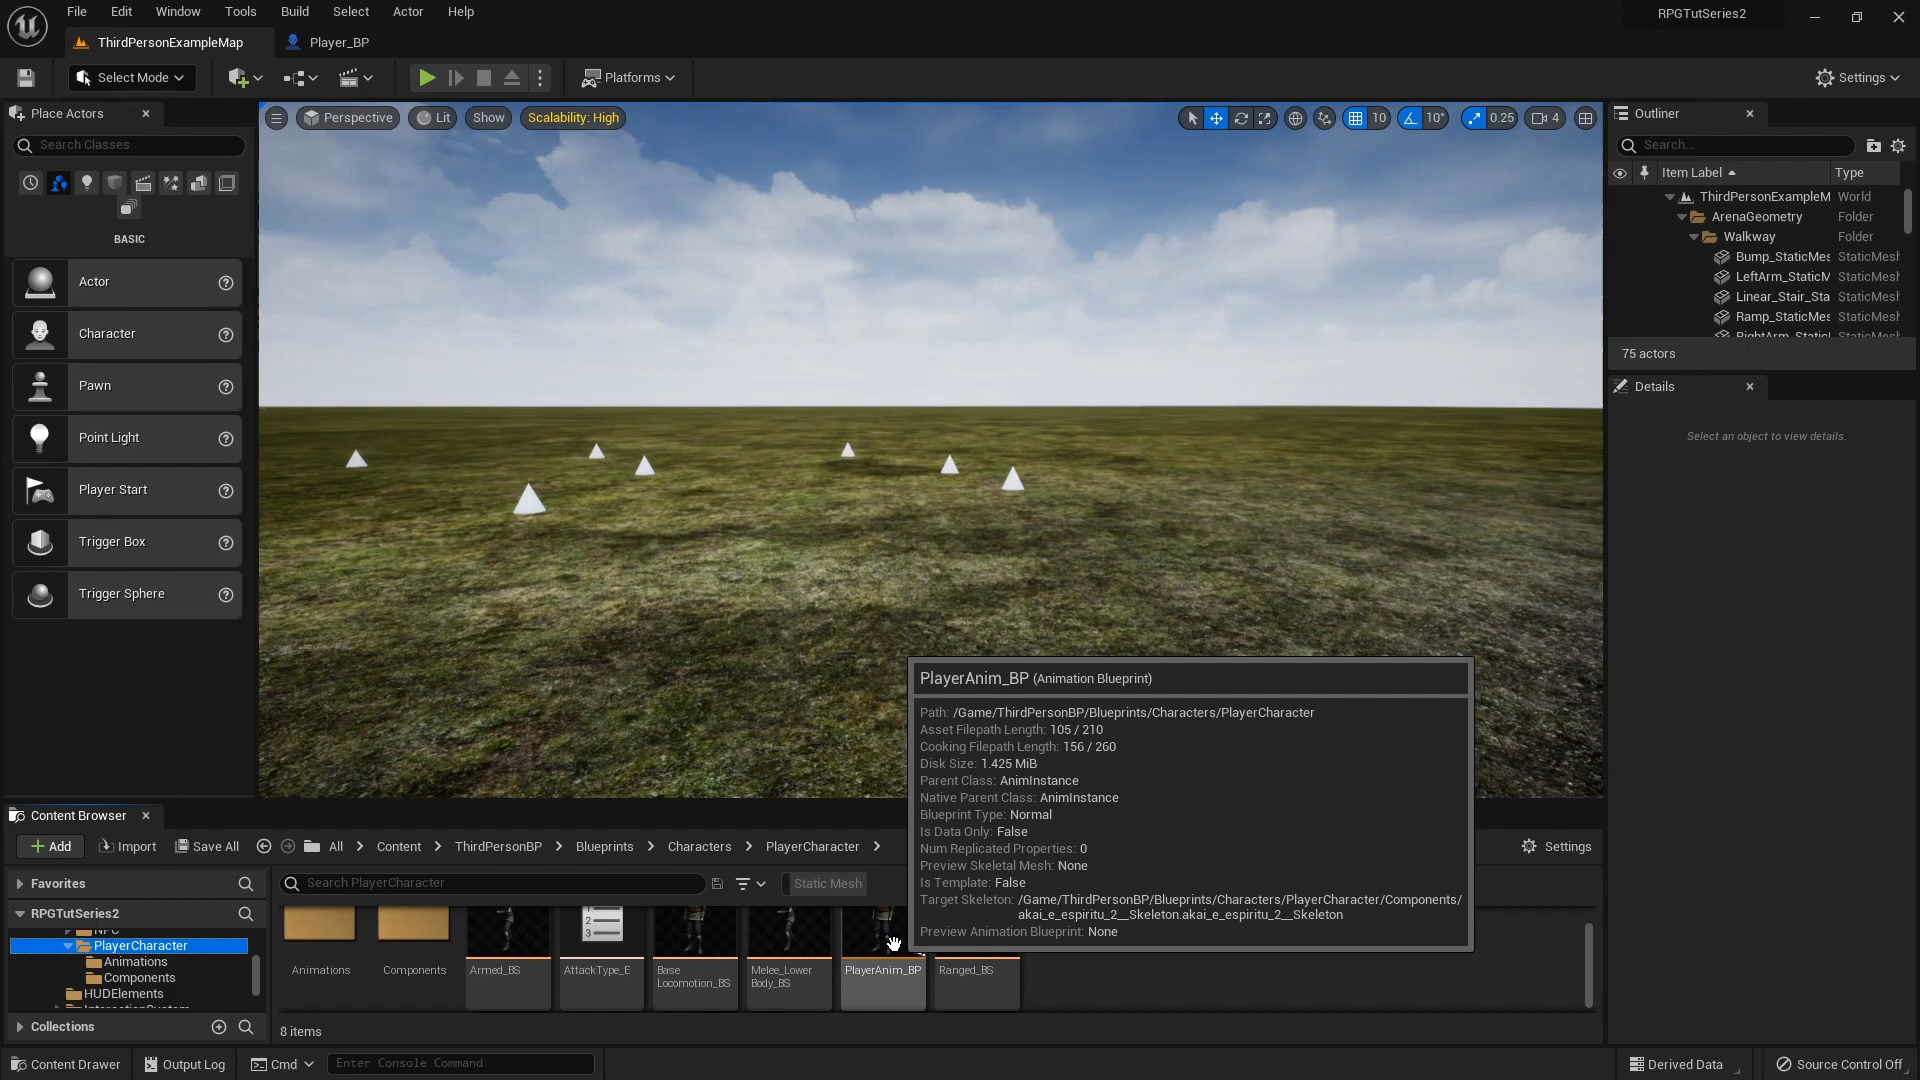 File Edit Window Tools Build Select Actor Help
RPGTutSeries2
ThirdPersonExampleMap
Player_BP
Select Mode
Platforms
Settings
Place Actors
Search Classes
BASIC
Actor
Character
Pawn
Point Light
Player Start
Trigger Box
Trigger Sphere
Perspective
Lit
Show
Scalability: High
10
10°
0.25
4
Outliner
Search...
Item Label Type
ThirdPersonExampleM World
ArenaGeometry Folder
Walkway Folder
Bump_StaticMes StaticMesh
LeftArm_StaticM StaticMesh
Linear_Stair_Sta StaticMesh
Ramp_StaticMes StaticMesh
RightArm_StaticI StaticMesh
75 actors
Details
Select an object to view details.
PlayerAnim_BP (Animation Blueprint)
Path: /Game/ThirdPersonBP/Blueprints/Characters/PlayerCharacter
Asset Filepath Length: 105 / 210
Cooking Filepath Length: 156 / 260
Disk Size: 1.425 MiB
Parent Class: AnimInstance
Native Parent Class: AnimInstance
Blueprint Type: Normal
Is Data Only: False
Num Replicated Properties: 0
Preview Skeletal Mesh: None
Is Template: False
Target Skeleton: /Game/ThirdPersonBP/Blueprints/Characters/PlayerCharacter/Components/
akai_e_espiritu_2__Skeleton.akai_e_espiritu_2__Skeleton
Preview Animation Blueprint: None
Content Browser
Add
Import
Save All
All > Content > ThirdPersonBP > Blueprints > Characters > PlayerCharacter >
Settings
Favorites
RPGTutSeries2
NPC
PlayerCharacter
Animations
Components
HUDElements
InteractionSystem
Collections
Search PlayerCharacter
Static Mesh
Animations
Components
Armed_BS
AttackType_E
Base
Locomotion_BS
Melee_Lower
Body_BS
PlayerAnim_BP
Ranged_BS
8 items
Content Drawer
Output Log
Cmd
Enter Console Command
Derived Data
Source Control Off